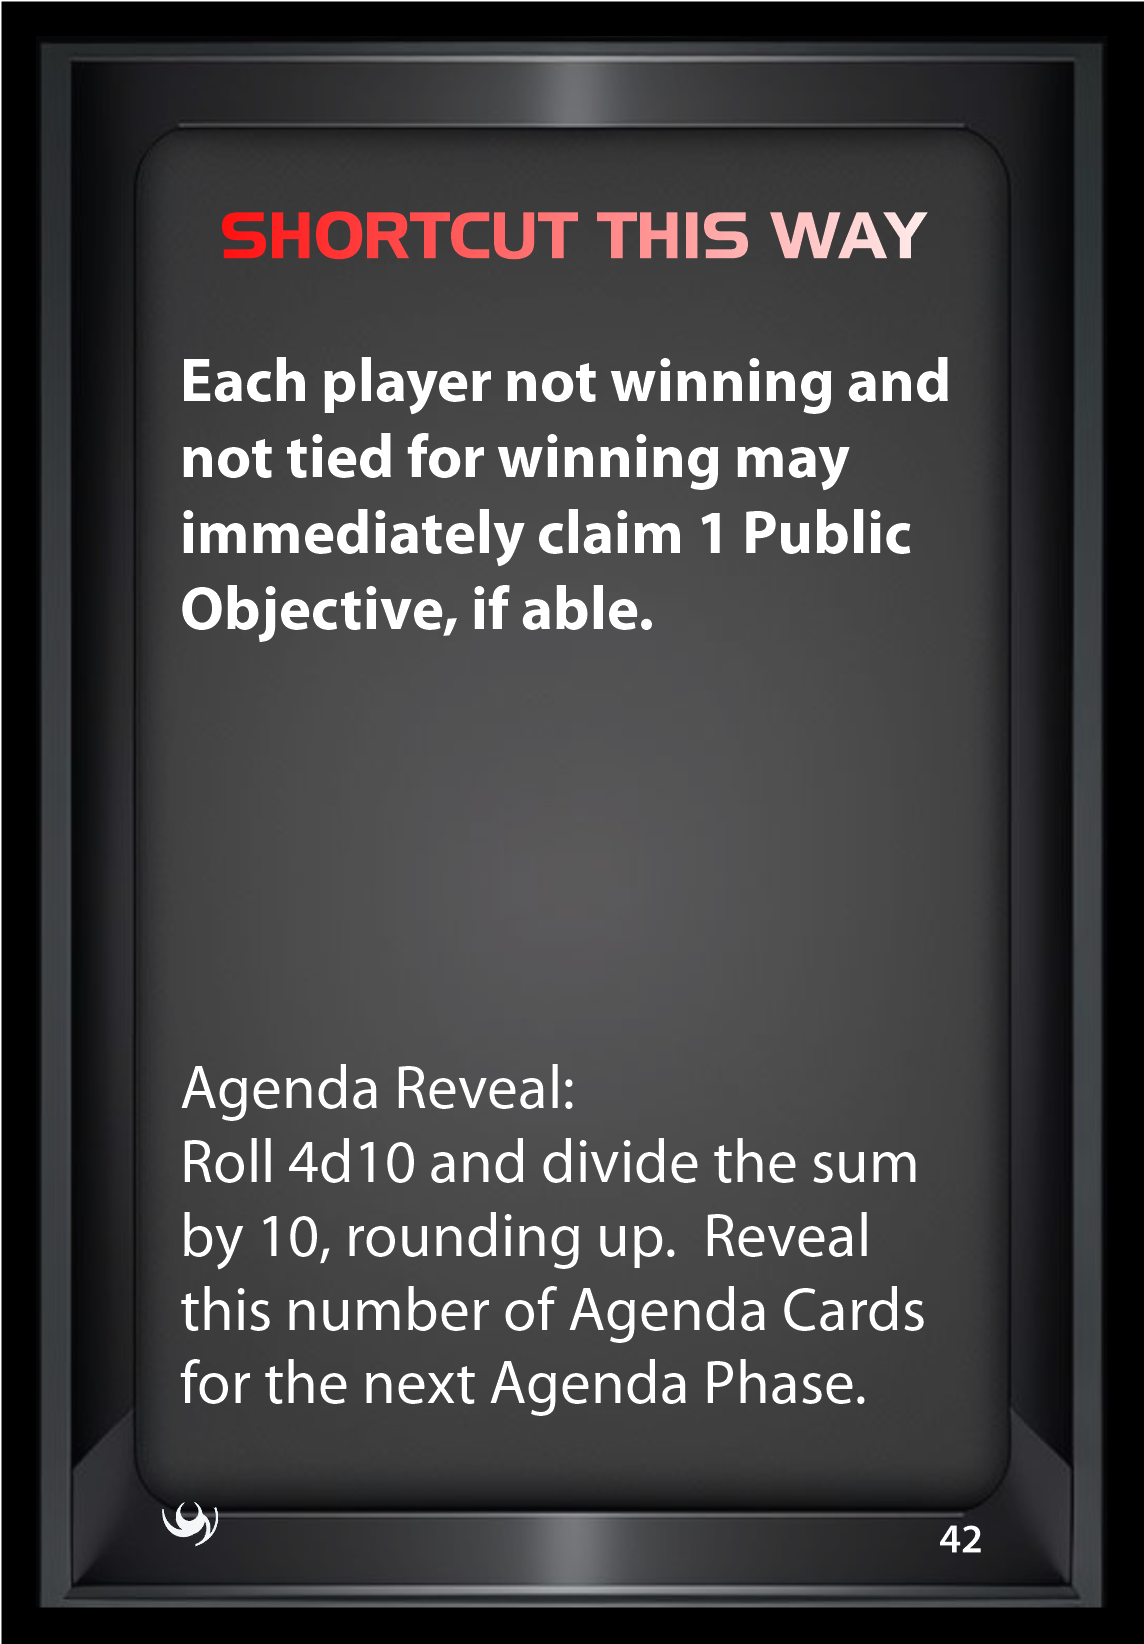 SHORTCUT THIS WAY
Each player not winning and
not tied for winning may
immediately claim 1 Public
Objective, if able.
Agenda Reveal:
Roll 4d10 and divide the sum
by 10, rounding up.  Reveal
this number of Agenda Cards
for the next Agenda Phase.
42